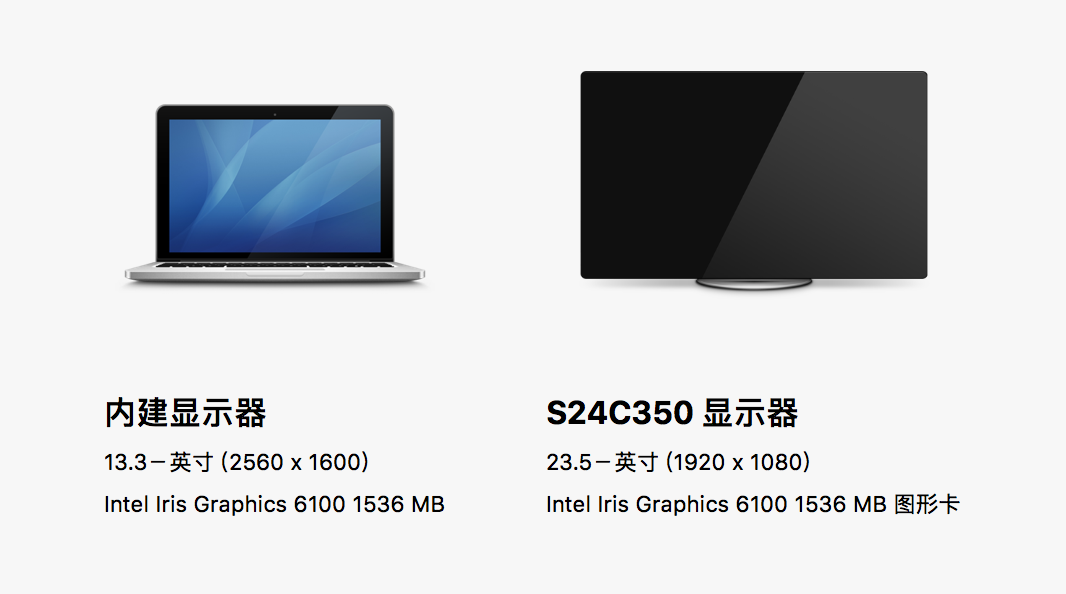 内建显示器
13.3－英寸 (2560 x 1600)
Intel Iris Graphics 6100 1536 MB
S24C350 显示器
23.5－英寸 (1920 x 1080)
Intel Iris Graphics 6100 1536 MB 图形卡